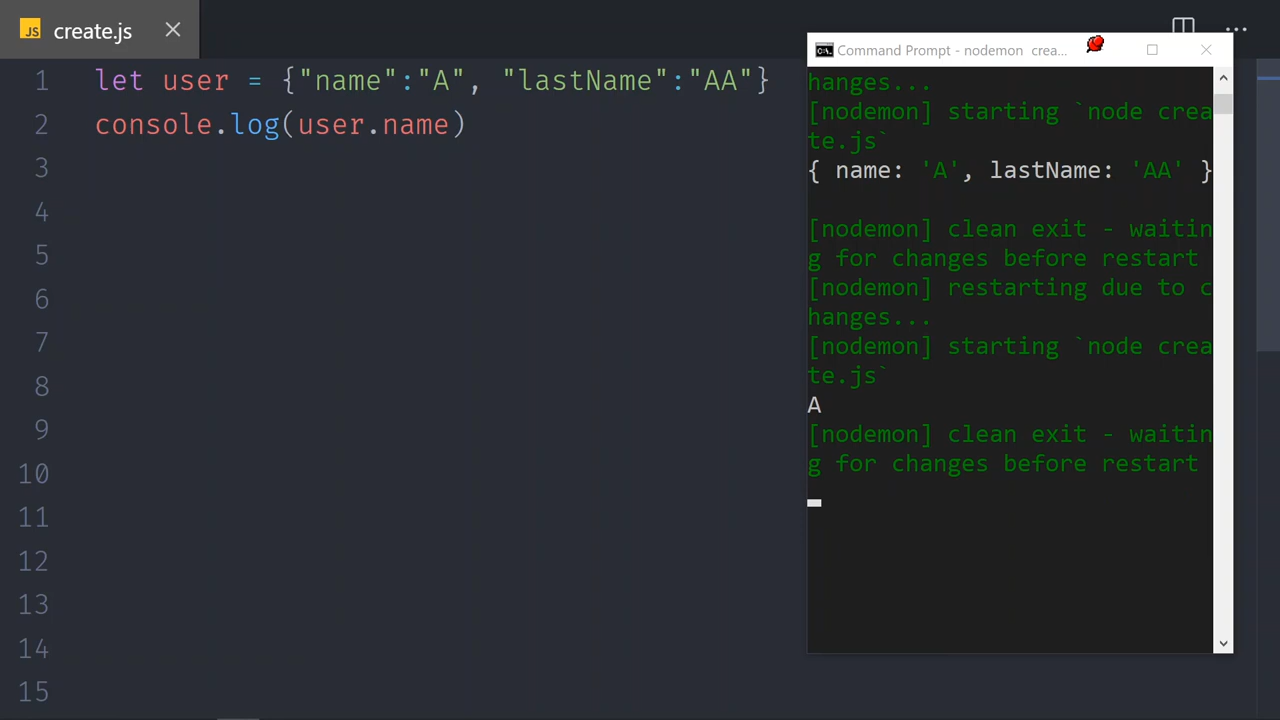 JS create.js
1 let user = {"name":"A", "lastName":"AA"}
2 console.log(user.name)
3
4
5
6
7
8
9
10
11
12
13
14
15
C:\. Command Prompt - nodemon crea...
hanges...
[nodemon] starting `node crea
te.js`
{ name: 'A', lastName: 'AA' }
[nodemon] clean exit - waitin
g for changes before restart
[nodemon] restarting due to c
hanges...
[nodemon] starting `node crea
te.js`
A
[nodemon] clean exit - waitin
g for changes before restart